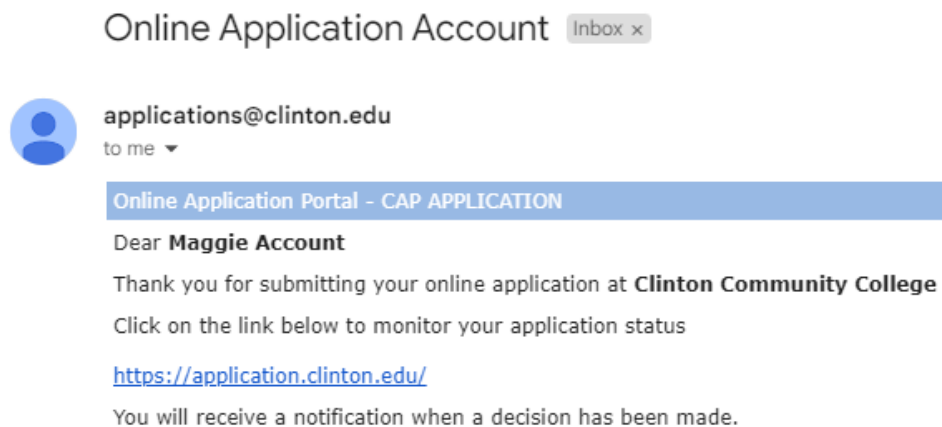 Online Application Account Inbox ×
applications@clinton.edu
to me
Online Application Portal - CAP APPLICATION
Dear Maggie Account
Thank you for submitting your online application at Clinton Community College
Click on the link below to monitor your application status
https://application.clinton.edu/
You will receive a notification when a decision has been made.